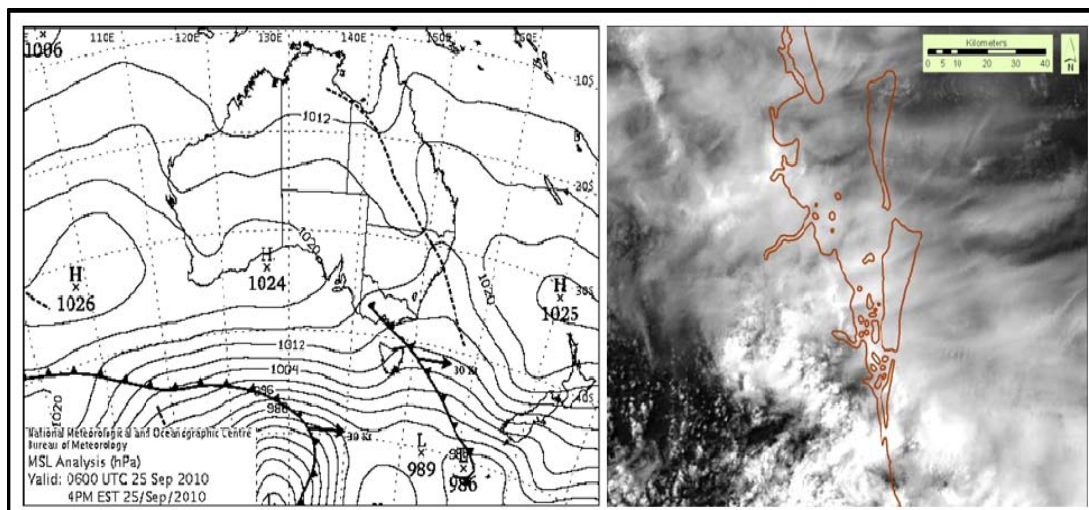 110E 120E 130E 140E 150E 160E
1006
10S
1012
20S
1020
H
1024
H
1026
1020
H
1025
30S
1012
1004
30 Kt
996
988
40S
1020
30 Kt
L
989
986
National Meteorological and Oceanographic Centre
Bureau of Meteorology
MSL Analysis (hPa)
Valid: 0600 UTC 25 Sep 2010
4PM EST 25/Sep/2010
Kilometers
0 5 10 20 30 40
N